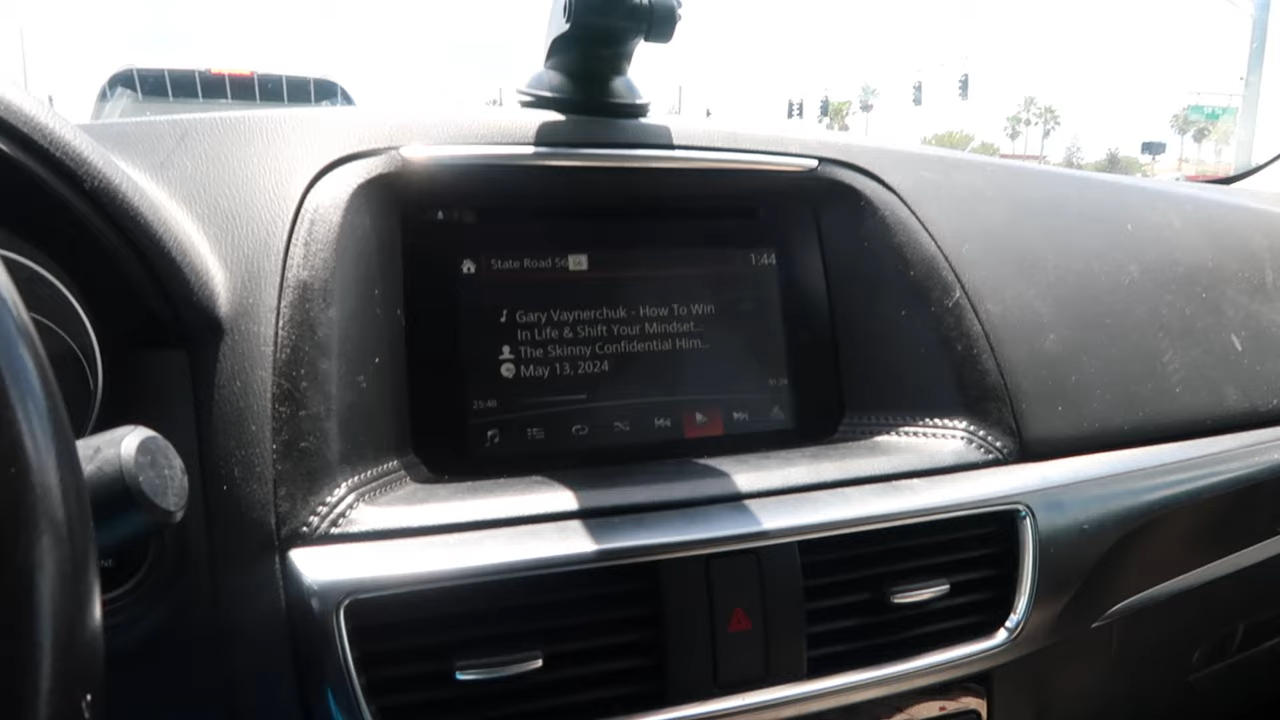 State Road 56 56
1:44
Gary Vaynerchuk - How To Win
In Life & Shift Your Mindset...
The Skinny Confidential Him...
May 13, 2024
25:48